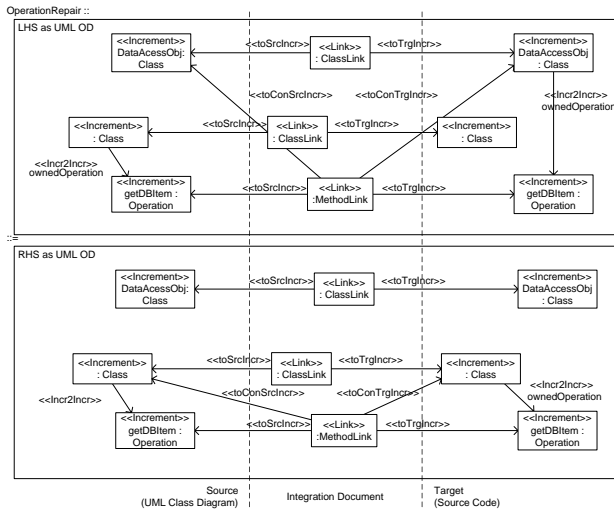 OperationRepair ::
LHS as UML OD
<<Increment>>
DataAcessObj:
Class
<<toSrcIncr>>
<<Link>>
: ClassLink
<<toTrgIncr>>
<<Increment>>
DataAccessObj
: Class
<<toConSrcIncr>>
<<toConTrgIncr>>
<<Incr2Incr>>
ownedOperation
<<Increment>>
: Class
<<toSrcIncr>>
<<Link>>
: ClassLink
<<toTrgIncr>>
<<Increment>>
: Class
<<Incr2Incr>>
ownedOperation
<<Increment>>
getDBItem :
Operation
<<toSrcIncr>>
<<Link>>
:MethodLink
<<toTrgIncr>>
<<Increment>>
getDBItem :
Operation
::=
RHS as UML OD
<<Increment>>
DataAcessObj:
Class
<<toSrcIncr>>
<<Link>>
: ClassLink
<<toTrgIncr>>
<<Increment>>
DataAccessObj
: Class
<<Increment>>
: Class
<<toSrcIncr>>
<<Link>>
: ClassLink
<<toTrgIncr>>
<<Increment>>
: Class
<<Incr2Incr>>
<<toConSrcIncr>>
<<toConTrgIncr>>
<<Incr2Incr>>
ownedOperation
<<Increment>>
getDBItem :
Operation
<<toSrcIncr>>
<<Link>>
:MethodLink
<<toTrgIncr>>
<<Increment>>
getDBItem :
Operation
Source
(UML Class Diagram)
Integration Document
Target
(Source Code)